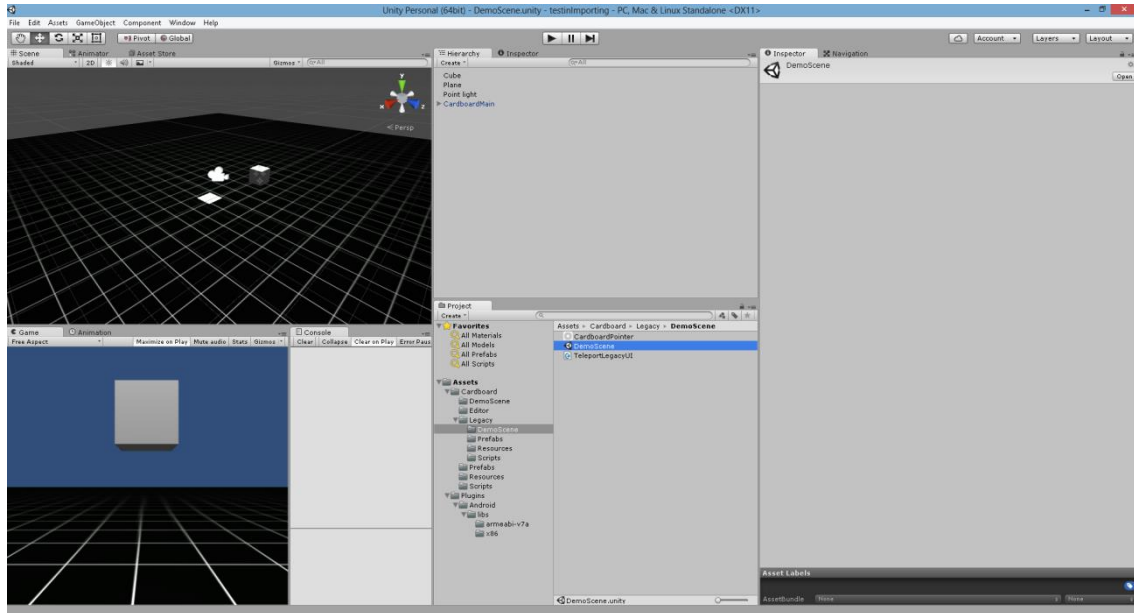 Unity Personal (64bit) - DemoScene.unity - testinImporting - PC, Mac & Linux Standalone <DX11>
File Edit Assets GameObject Component Window Help
Pivot Global
Account Layers Layout
Scene Animator Asset Store
Shaded 2D Gizmos All
y
x z
Persp
Hierarchy Inspector
Create All
Cube
Plane
Point light
CardboardMain
Inspector Navigation
DemoScene
Open
Game Animation
Free Aspect Maximize on Play Mute audio Stats Gizmos
Console
Clear Collapse Clear on Play Error Paus
Project
Create
Favorites
All Materials
All Models
All Prefabs
All Scripts
Assets
Cardboard
DemoScene
Editor
Legacy
DemoScene
Prefabs
Resources
Scripts
Prefabs
Resources
Scripts
Plugins
Android
libs
armeabi-v7a
x86
Assets Cardboard Legacy DemoScene
CardboardPointer
DemoScene
TeleportLegacyUI
DemoScene.unity
Asset Labels
AssetBundle None None